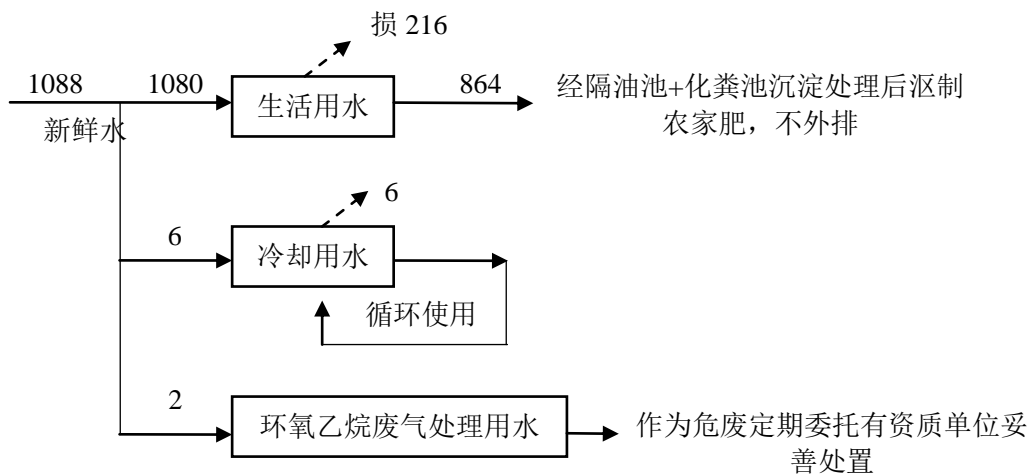 损 216
1088
1080
生活用水
864
经隔油池+化粪池沉淀处理后沤制
农家肥，不外排
新鲜水
6
6
冷却用水
循环使用
2
环氧乙烷废气处理用水
作为危废定期委托有资质单位妥
善处置